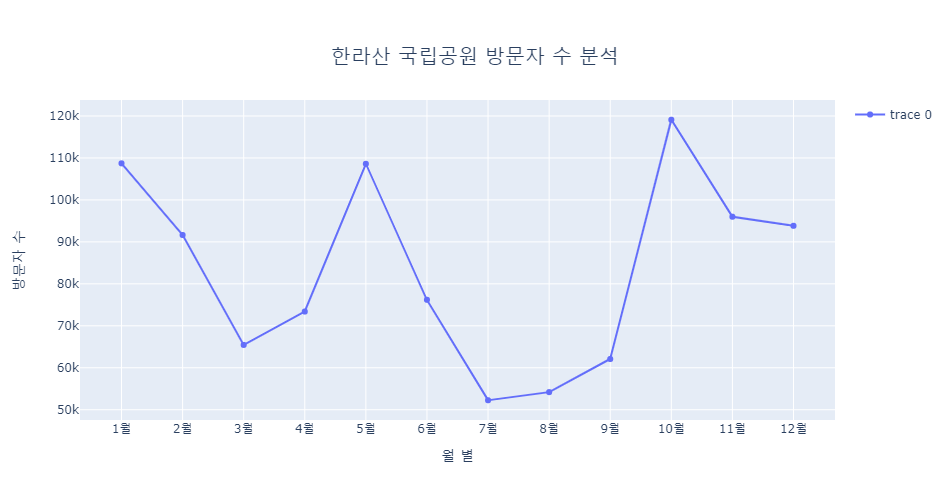 한라산 국립공원 방문자 수 분석
trace 0
방문자 수
120k
110k
100k
90k
80k
70k
60k
50k
1월 2월 3월 4월 5월 6월 7월 8월 9월 10월 11월 12월
월 별